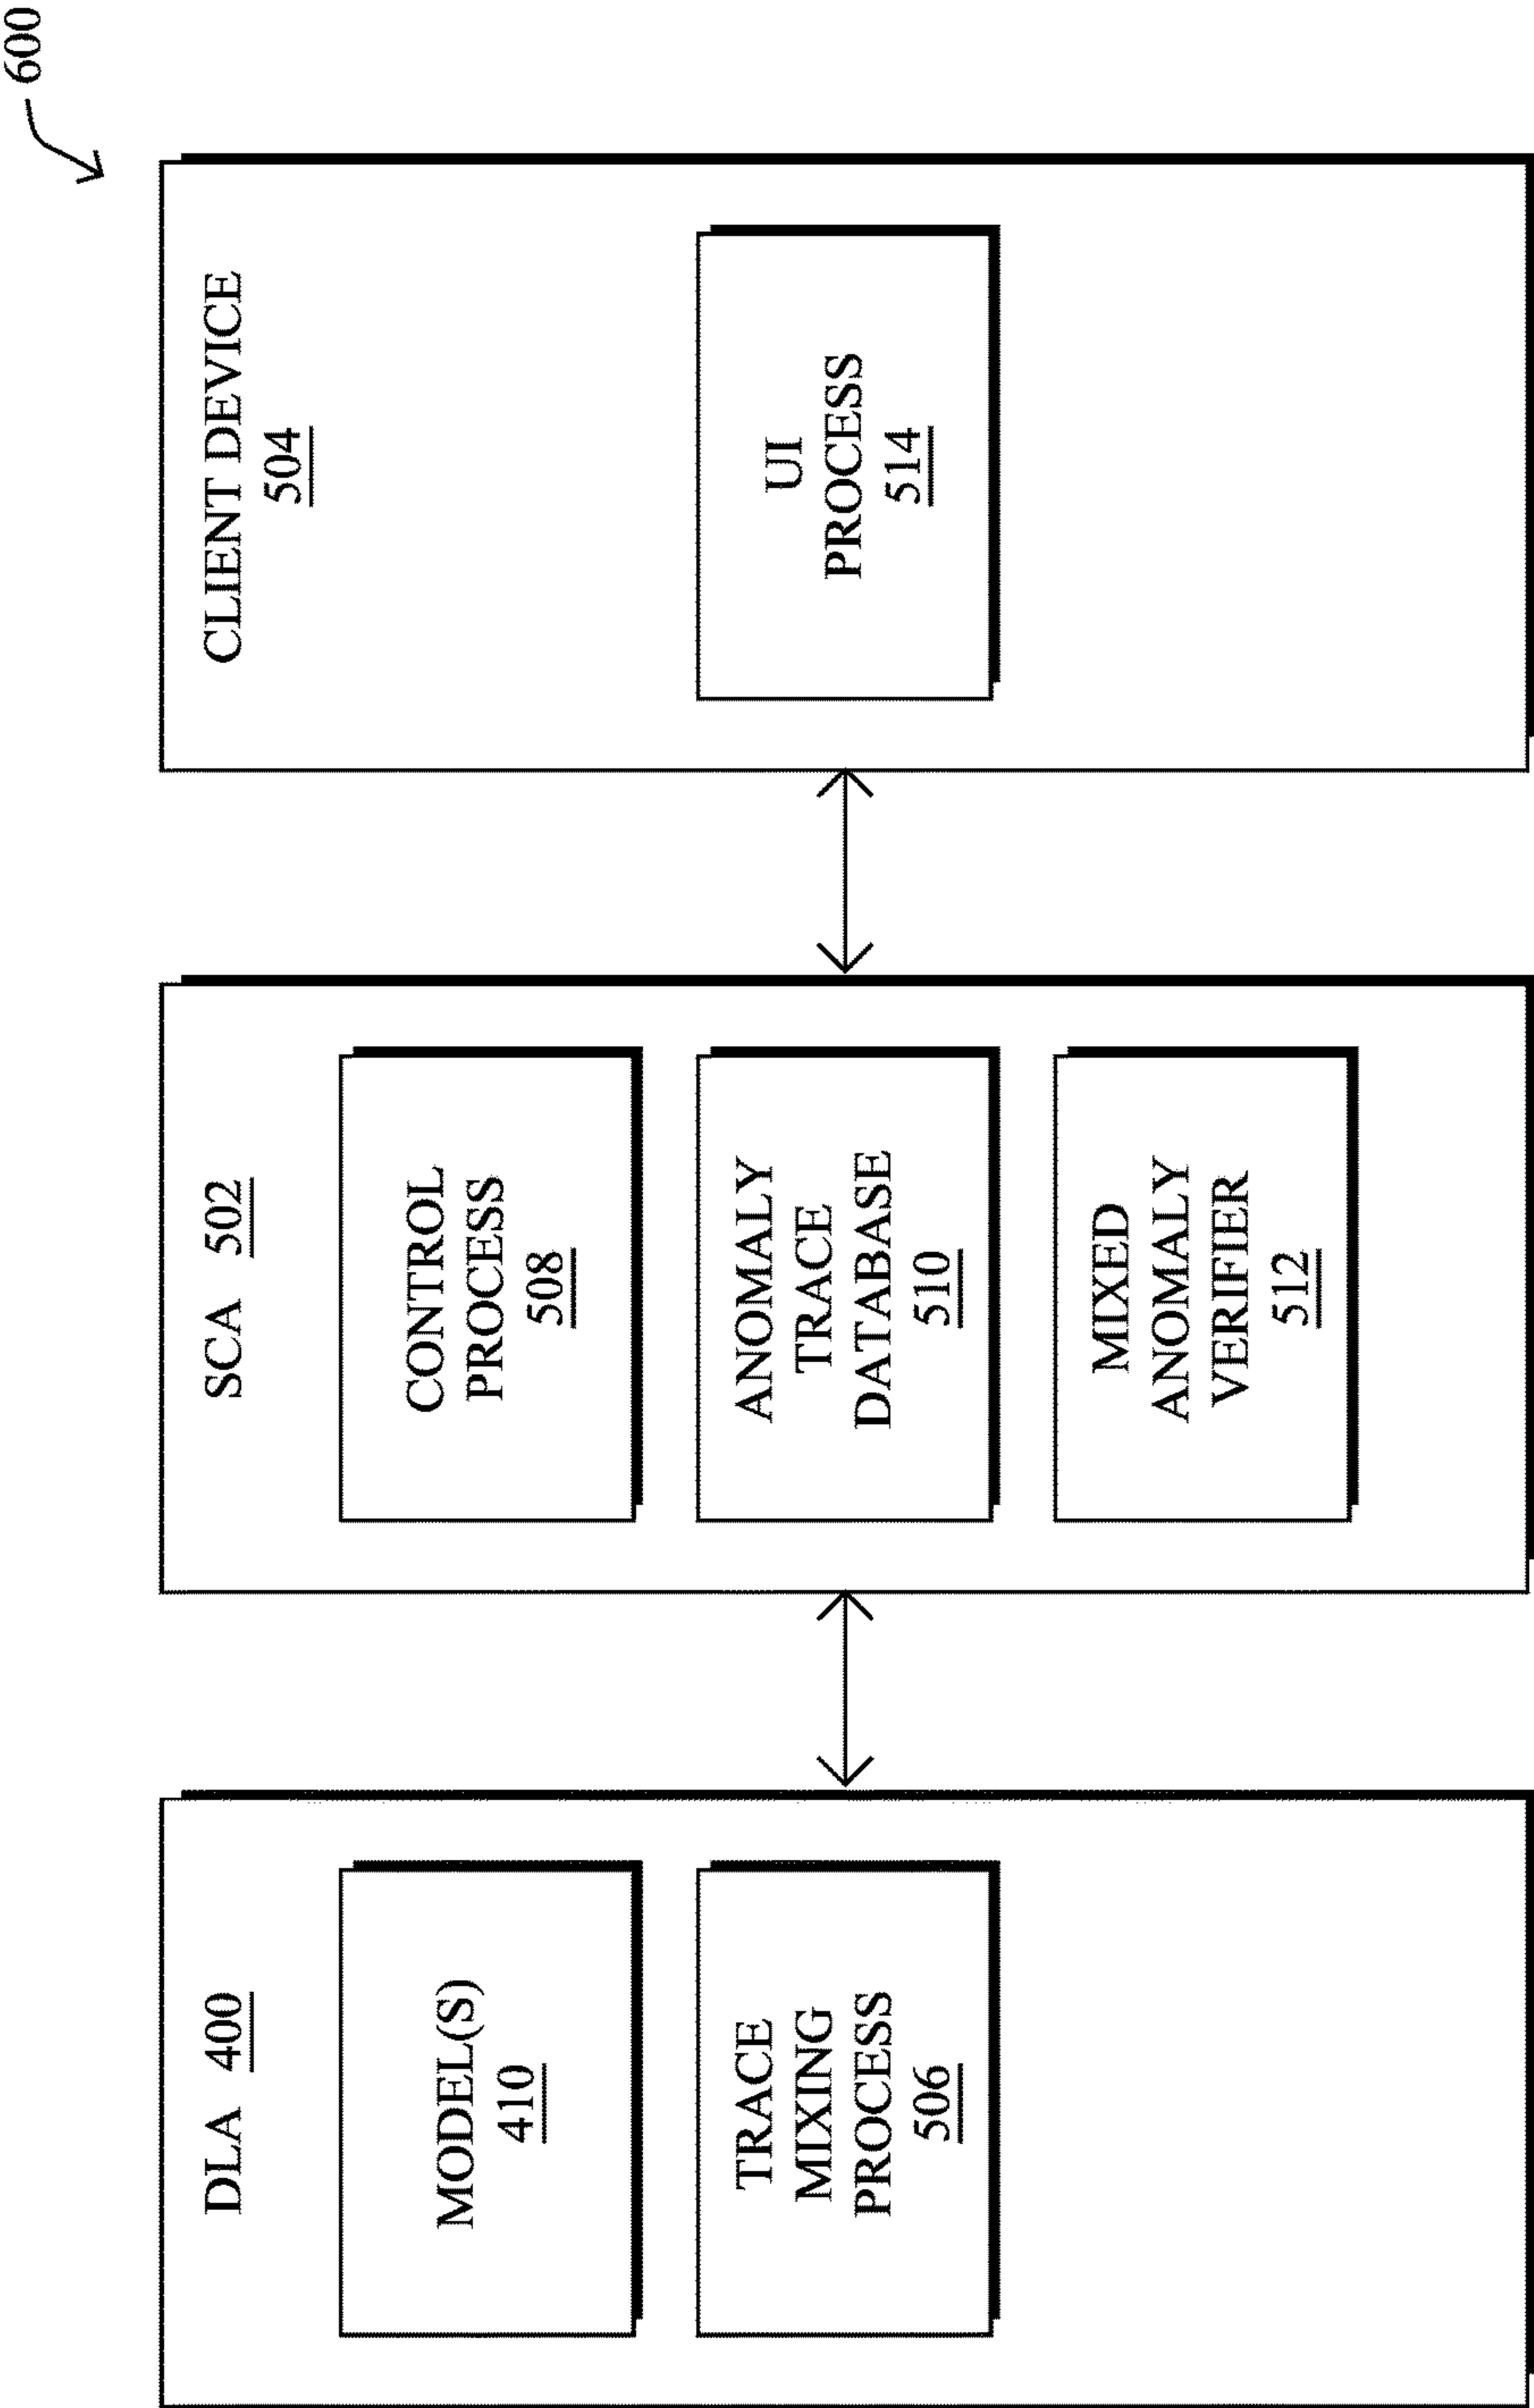 600
DLA 400
MODEL(S)
410
TRACE
MIXING
PROCESS
506
SCA 502
CONTROL
PROCESS
508
ANOMALY
TRACE
DATABASE
510
MIXED
ANOMALY
VERIFIER
512
CLIENT DEVICE
504
UI
PROCESS
514